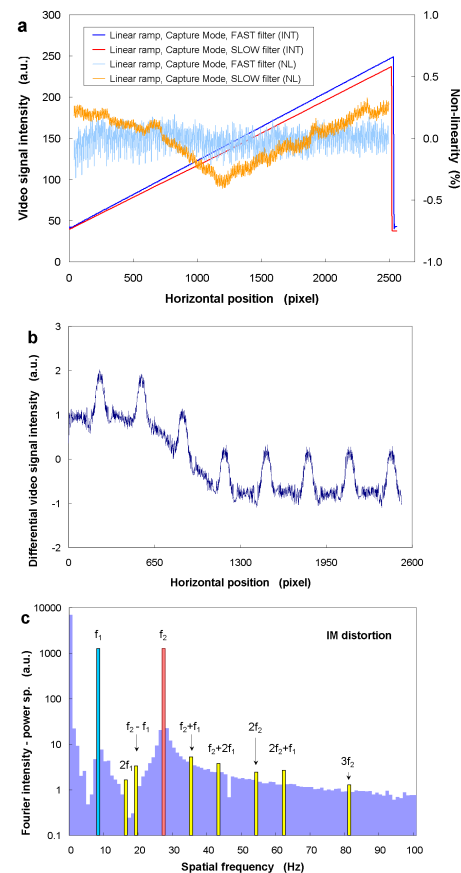 a
Linear ramp, Capture Mode, FAST filter (INT)
Linear ramp, Capture Mode, SLOW filter (INT)
Linear ramp, Capture Mode, FAST filter (NL)
Linear ramp, Capture Mode, SLOW filter (NL)
Video signal intensity (a.u.)
300
250
200
150
100
50
0
1.0
0.5
0.0
-0.5
-1.0
Non-linearity (%)
0 500 1000 1500 2000 2500
Horizontal position (pixel)
b
Differential video signal intensity (a.u.)
3
2
1
0
-1
-2
0 650 1300 1950 2600
Horizontal position (pixel)
c
Fourier intensity - power sp. (a.u.)
10000
1000
100
10
1
0.1
IM distortion
f1
f2
f2 - f1
2f1
f2+f1
f2+2f1
2f2
2f2+f1
3f2
0 10 20 30 40 50 60 70 80 90 100
Spatial frequency (Hz)